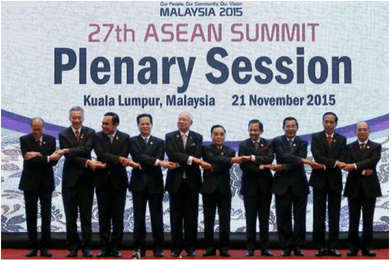 Our People, Our Community, Our Vision
MALAYSIA 2015
27th ASEAN SUMMIT
Plenary Session
Kuala Lumpur, Malaysia 21 November 2015